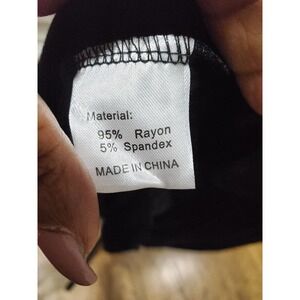 Material:
95% Rayon
5% Spandex
MADE IN CHINA